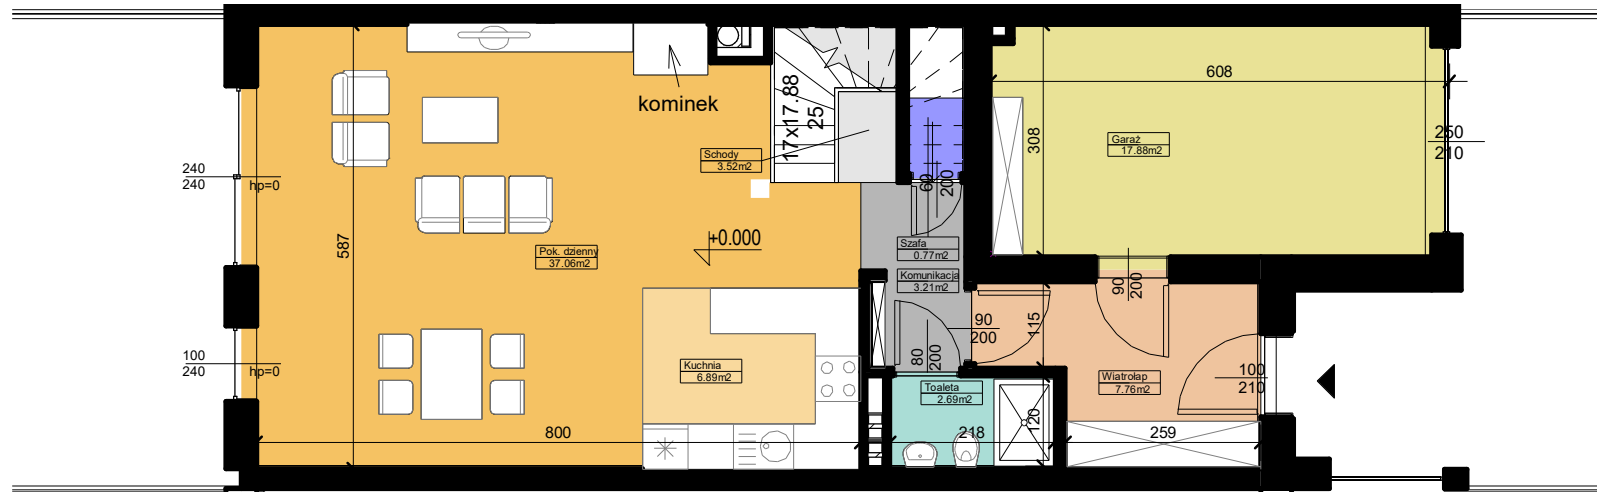 kominek
17x17.88
25
608
308
250
210
Garaż
17.88m2
Schody
3.52m2
60
200
240
240
hp=0
587
Pok. dzienny
37.06m2
+0.000
Szafa
0.77m2
Komunikacja
3.21m2
90
200
90
200
115
80
200
100
240
hp=0
Kuchnia
6.89m2
Toaleta
2.69m2
Wiatrołap
7.76m2
100
210
120
800
218
259